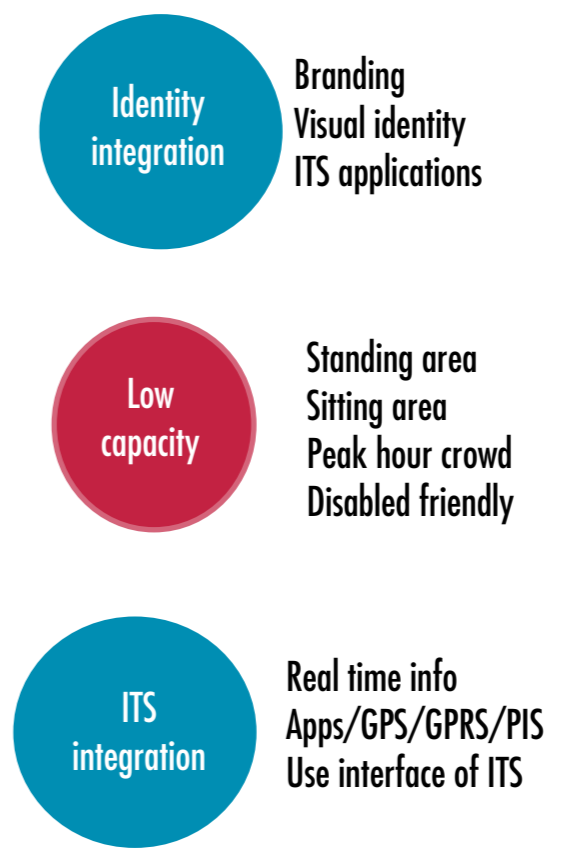 Identity
integration
Branding
Visual identity
ITS applications
Low
capacity
Standing area
Sitting area
Peak hour crowd
Disabled friendly
ITS
integration
Real time info
Apps/GPS/GPRS/PIS
Use interface of ITS